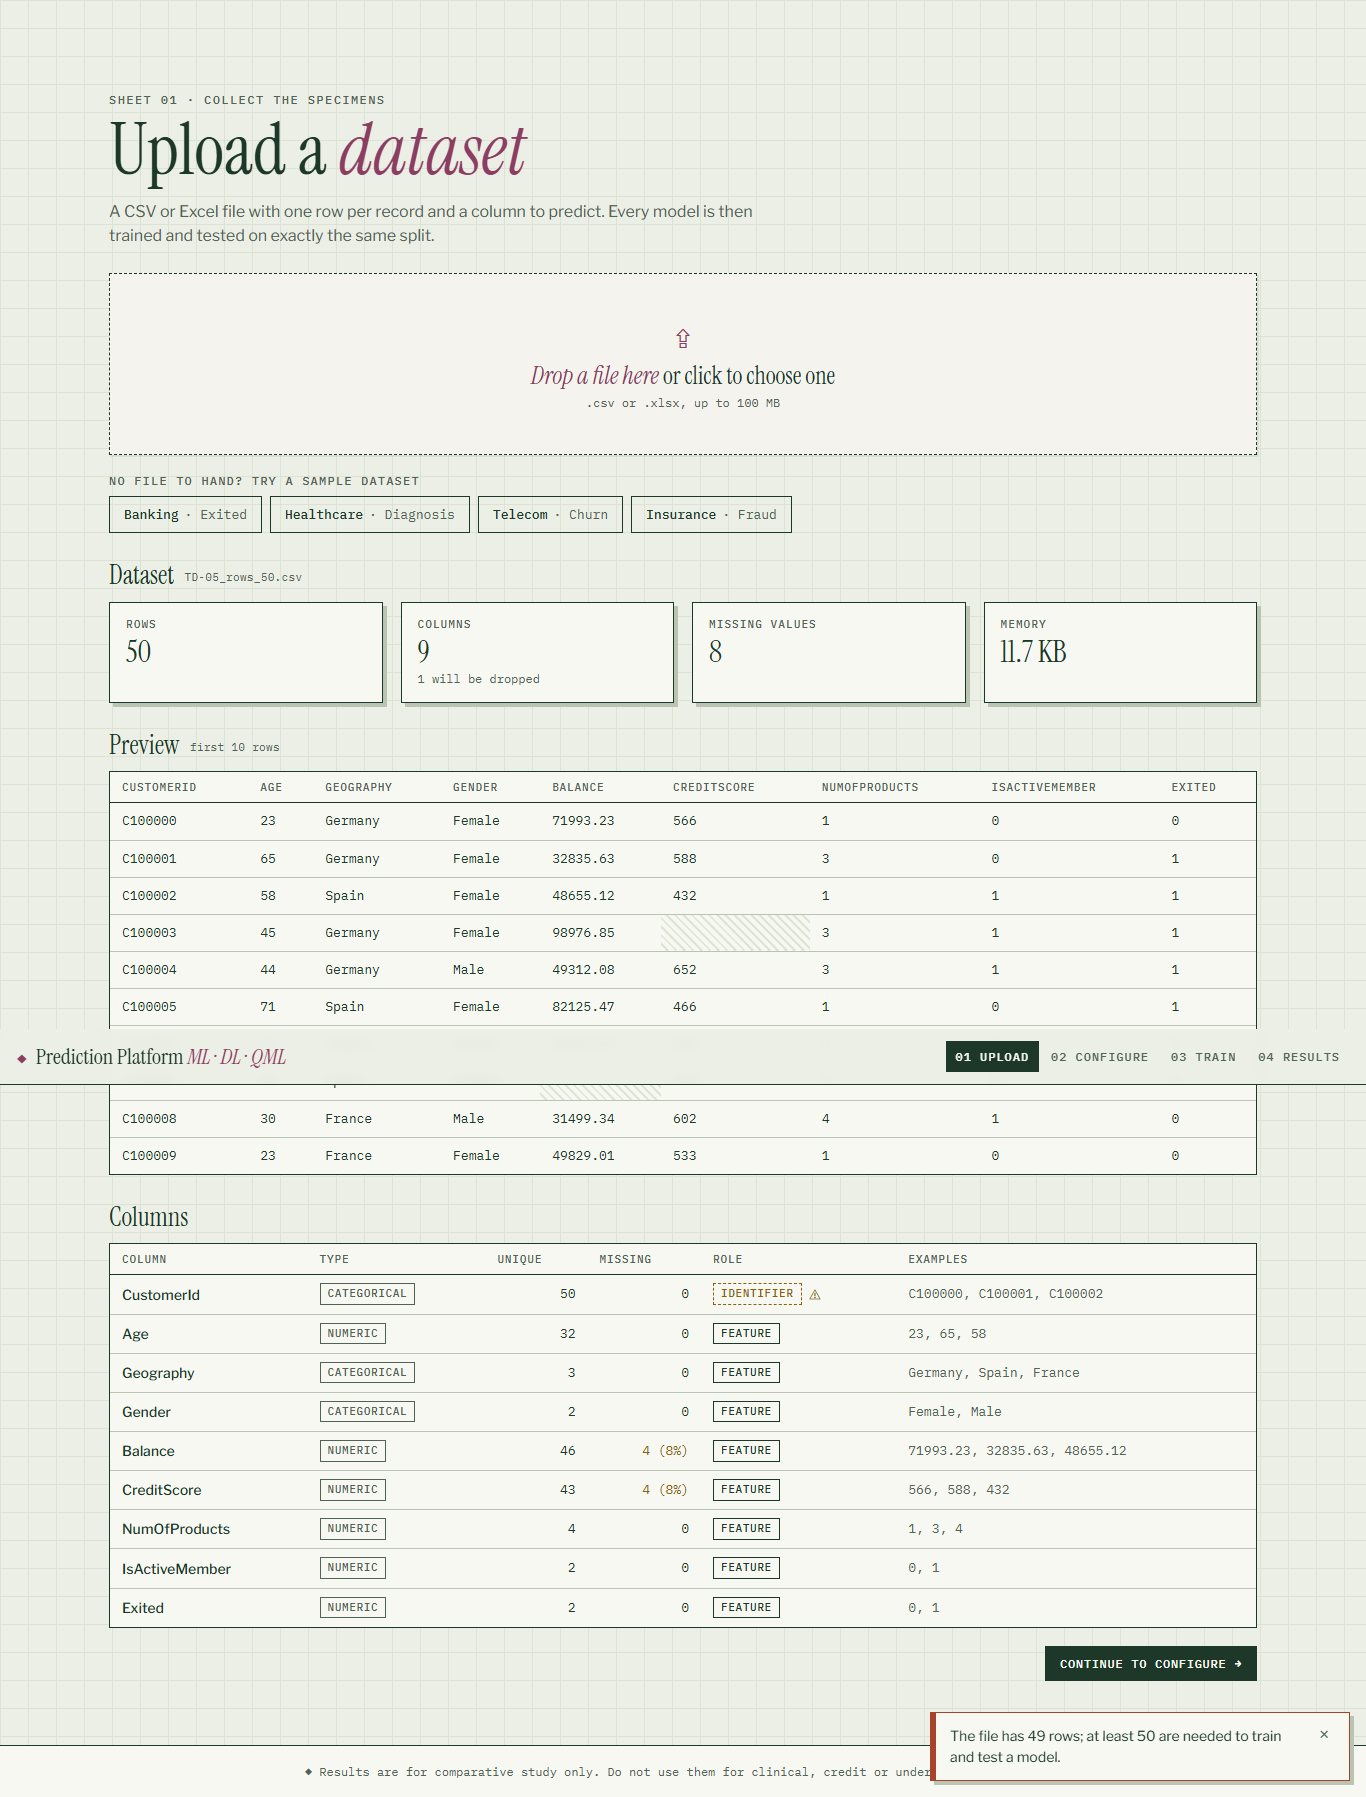 SHEET 01 · COLLECT THE SPECIMENS
Upload a dataset
A CSV or Excel file with one row per record and a column to predict. Every model is then
trained and tested on exactly the same split.
Drop a file here or click to choose one
.csv or .xlsx, up to 100 MB
NO FILE TO HAND? TRY A SAMPLE DATASET
Banking · Exited Healthcare · Diagnosis Telecom · Churn Insurance · Fraud
Dataset TD-05_rows_50.csv
ROWS COLUMNS MISSING VALUES MEMORY
50 9 8 11.7 KB
1 will be dropped
Preview first 10 rows
CUSTOMERID AGE GEOGRAPHY GENDER BALANCE CREDITSCORE NUMOFPRODUCTS ISACTIVEMEMBER EXITED
C100000 23 Germany Female 71993.23 566 1 0 0
C100001 65 Germany Female 32835.63 588 3 0 1
C100002 58 Spain Female 48655.12 432 1 1 1
C100003 45 Germany Female 98976.85 3 1 1
C100004 44 Germany Male 49312.08 652 3 1 1
C100005 71 Spain Female 82125.47 466 1 0 1
◆ Prediction Platform ML · DL · QML 01 UPLOAD 02 CONFIGURE 03 TRAIN 04 RESULTS
C100008 30 France Male 31499.34 602 4 1 0
C100009 23 France Female 49829.01 533 1 0 0
Columns
COLUMN TYPE UNIQUE MISSING ROLE EXAMPLES
CustomerId CATEGORICAL 50 0 IDENTIFIER ⚠ C100000, C100001, C100002
Age NUMERIC 32 0 FEATURE 23, 65, 58
Geography CATEGORICAL 3 0 FEATURE Germany, Spain, France
Gender CATEGORICAL 2 0 FEATURE Female, Male
Balance NUMERIC 46 4 (8%) FEATURE 71993.23, 32835.63, 48655.12
CreditScore NUMERIC 43 4 (8%) FEATURE 566, 588, 432
NumOfProducts NUMERIC 4 0 FEATURE 1, 3, 4
IsActiveMember NUMERIC 2 0 FEATURE 0, 1
Exited NUMERIC 2 0 FEATURE 0, 1
CONTINUE TO CONFIGURE →
The file has 49 rows; at least 50 are needed to train ×
and test a model.
◆ Results are for comparative study only. Do not use them for clinical, credit or